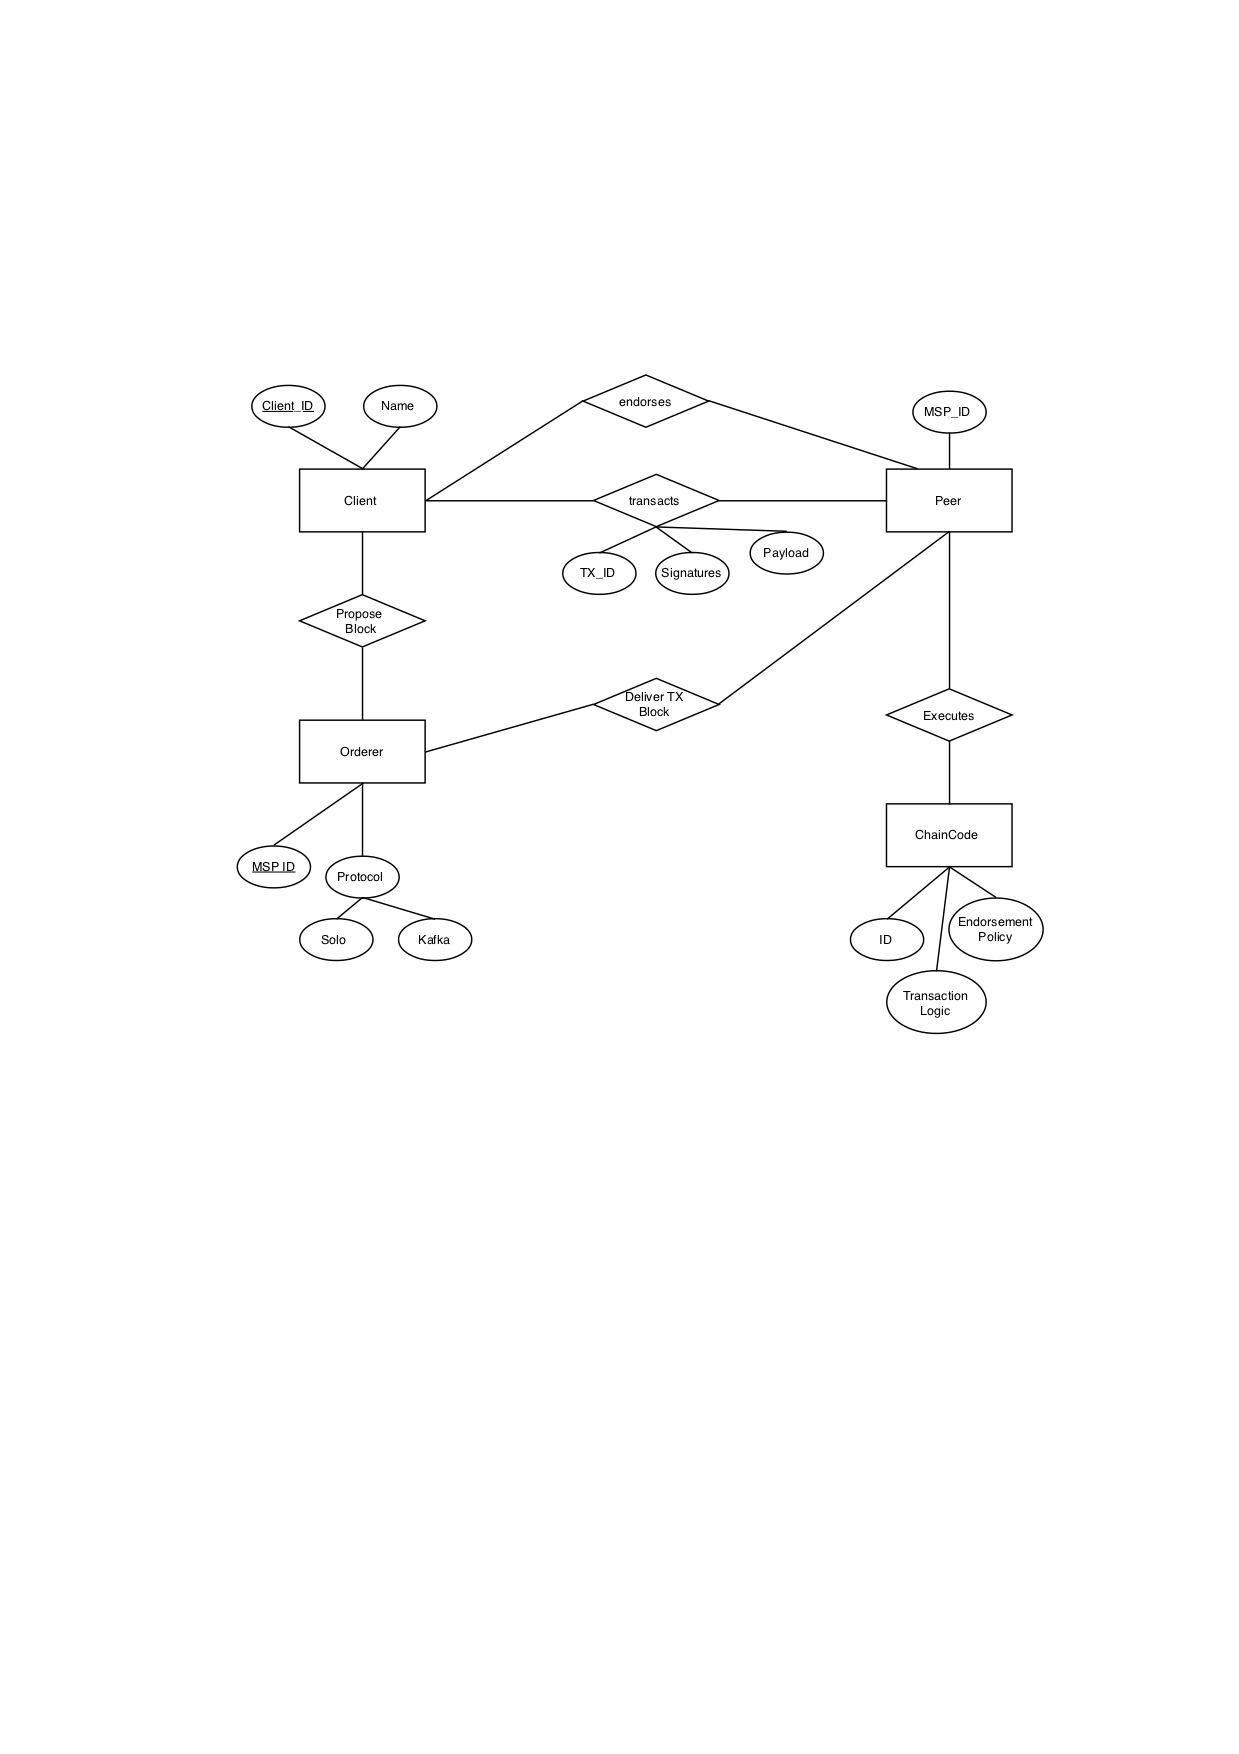 endorses
Client_ID
Name
MSP_ID
Client
transacts
Peer
Payload
TX_ID
Signatures
Propose
Block
Deliver TX
Block
Executes
Orderer
ChainCode
MSP ID
Protocol
Endorsement
Policy
Solo
Kafka
ID
Transaction
Logic